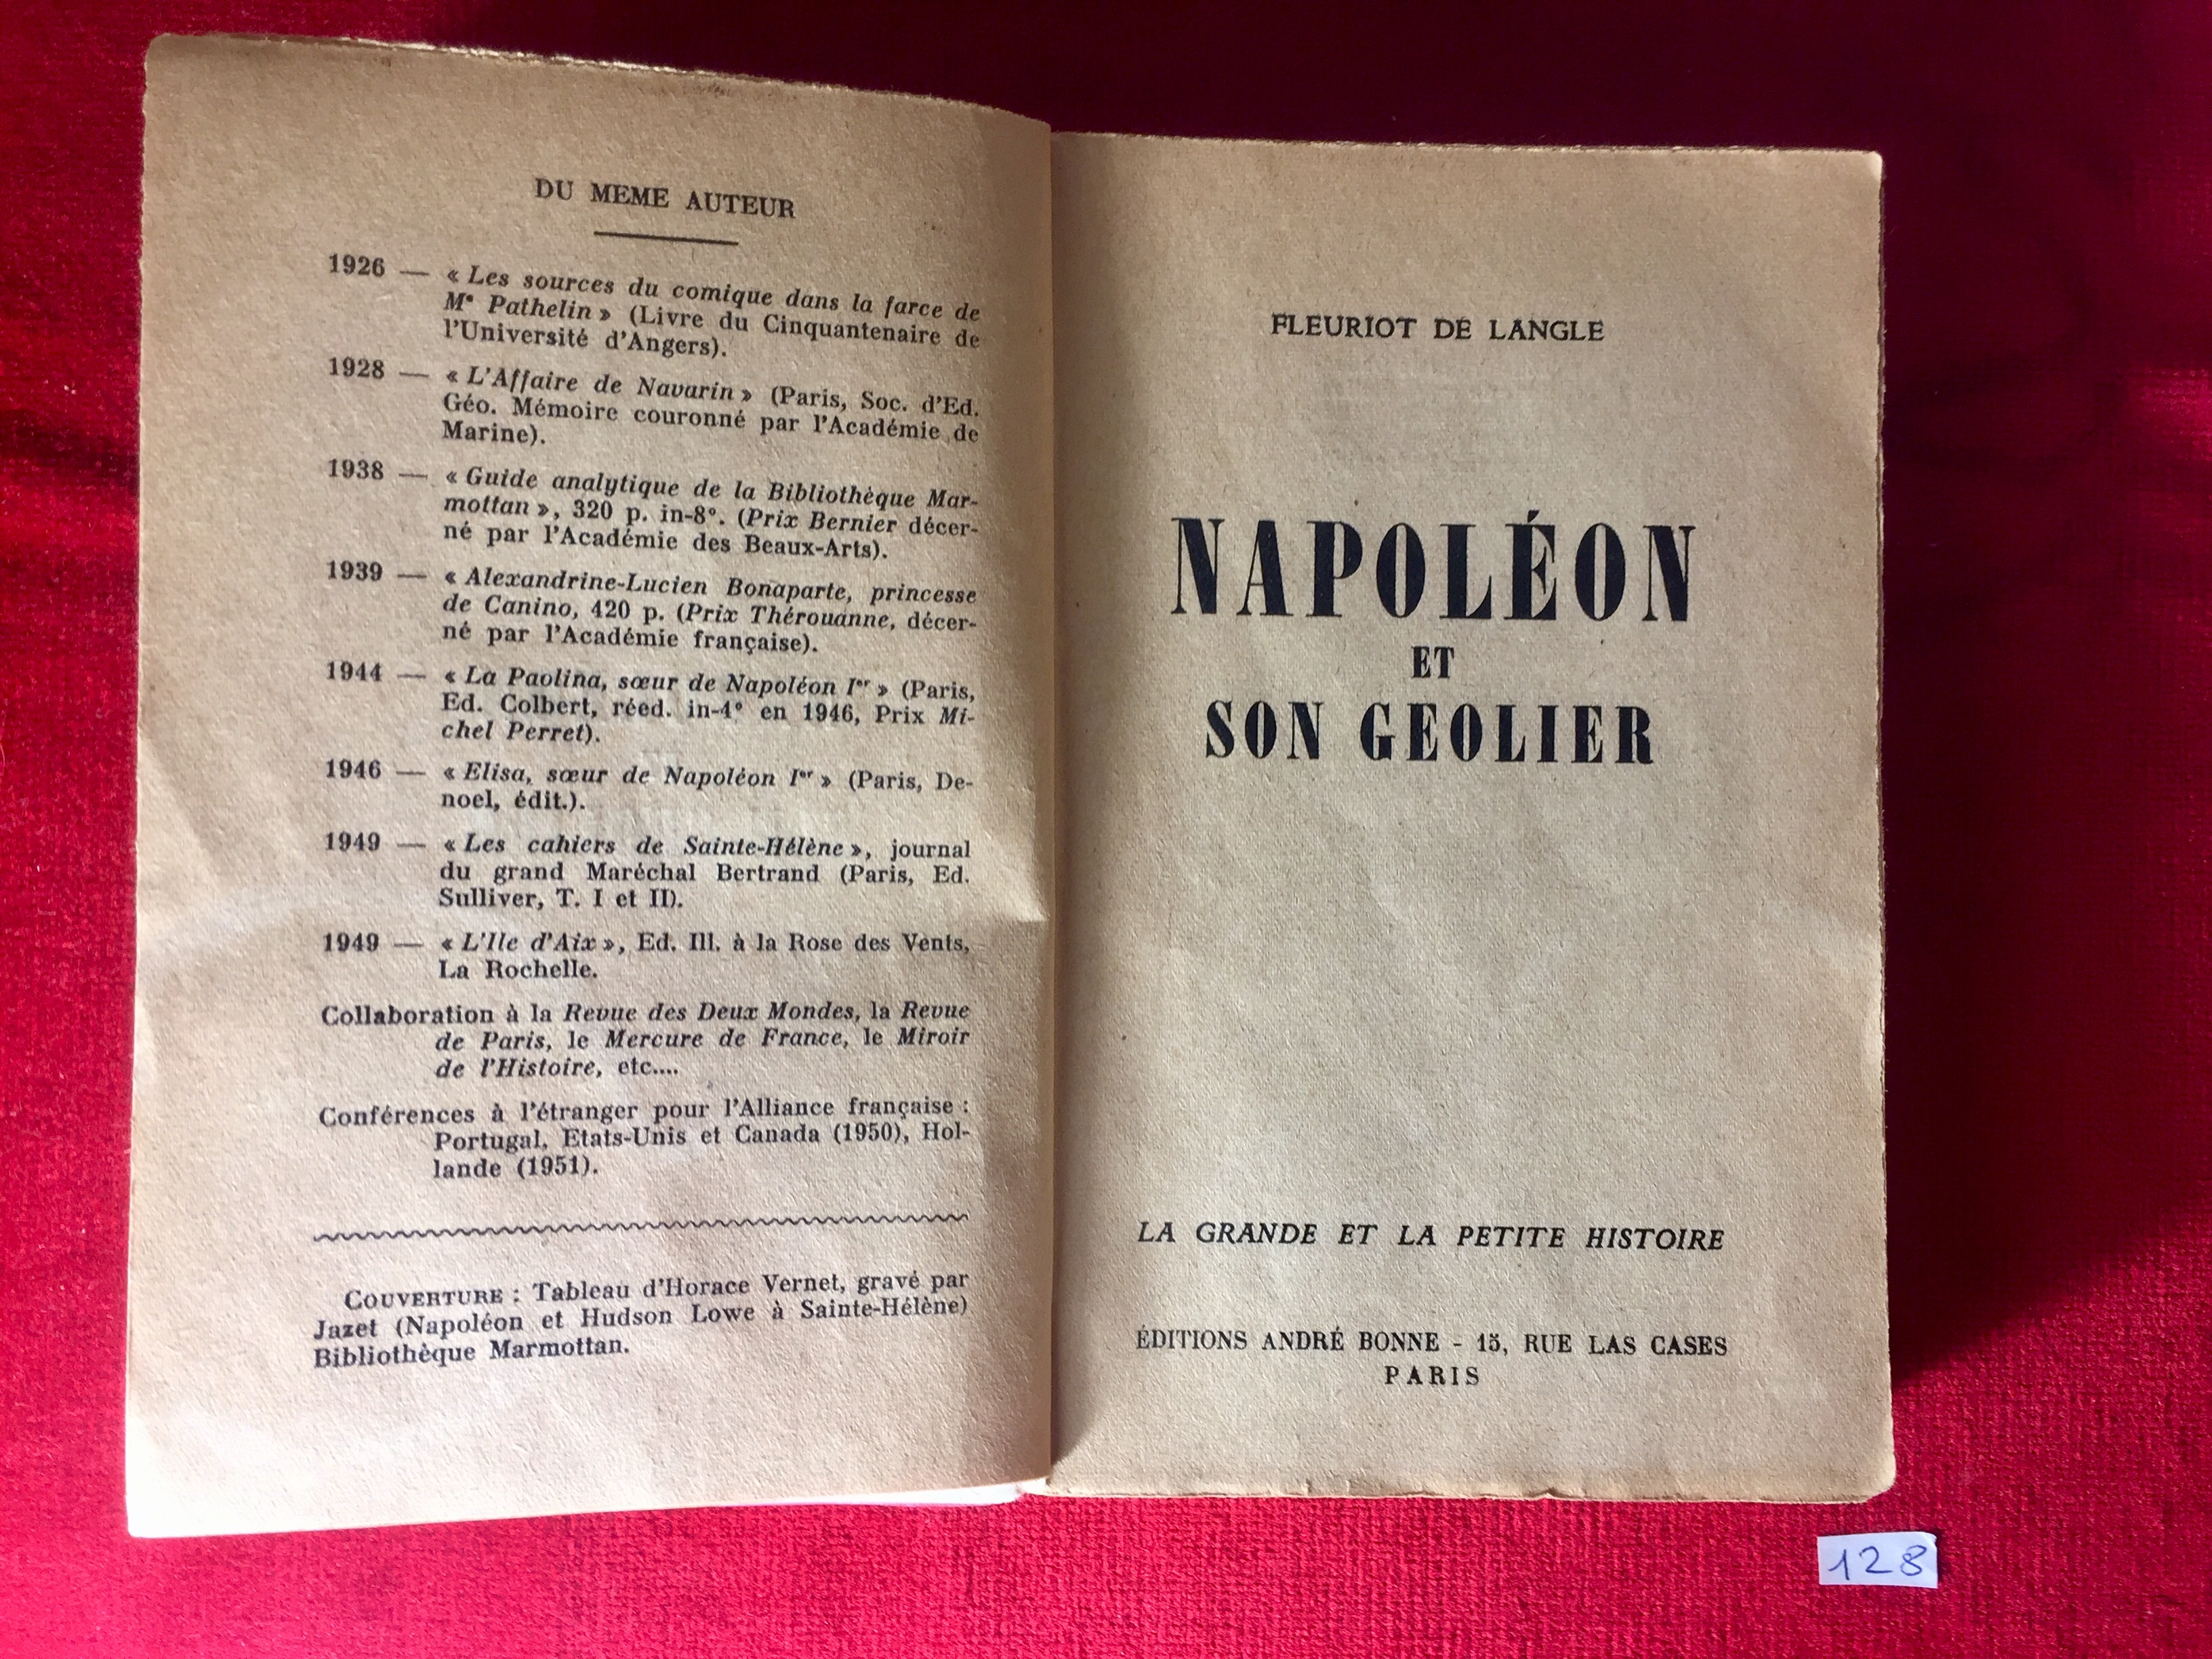 DU MEME AUTEUR
1926 — « Les sources du comique dans la farce de
Mᵉ Pathelin » (Livre du Cinquantenaire de
l'Université d'Angers).
1928 — « L'Affaire de Navarin » (Paris, Soc. d'Ed.
Géo. Mémoire couronné par l'Académie de
Marine).
1938 — « Guide analytique de la Bibliothèque Mar-
mottan », 320 p. in-8°. (Prix Bernier décer-
né par l'Académie des Beaux-Arts).
1939 — « Alexandrine-Lucien Bonaparte, princesse
de Canino, 420 p. (Prix Thérouanne, décer-
né par l'Académie française).
1944 — « La Paolina, sœur de Napoléon Iᵉʳ » (Paris,
Ed. Colbert, réed. in-4° en 1946, Prix Mi-
chel Perret).
1946 — « Elisa, sœur de Napoléon Iᵉʳ » (Paris, De-
noel, édit.).
1949 — « Les cahiers de Sainte-Hélène », journal
du grand Maréchal Bertrand (Paris, Ed.
Sulliver, T. I et II).
1949 — « L'Ile d'Aix », Ed. Ill. à la Rose des Vents,
La Rochelle.
Collaboration à la Revue des Deux Mondes, la Revue
de Paris, le Mercure de France, le Miroir
de l'Histoire, etc....
Conférences à l'étranger pour l'Alliance française :
Portugal, Etats-Unis et Canada (1950), Hol-
lande (1951).
COUVERTURE : Tableau d'Horace Vernet, gravé par
Jazet (Napoléon et Hudson Lowe à Sainte-Hélène)
Bibliothèque Marmottan.
FLEURIOT DE LANGLE
NAPOLÉON
ET
SON GEOLIER
LA GRANDE ET LA PETITE HISTOIRE
ÉDITIONS ANDRÉ BONNE - 15, RUE LAS CASES
PARIS
128